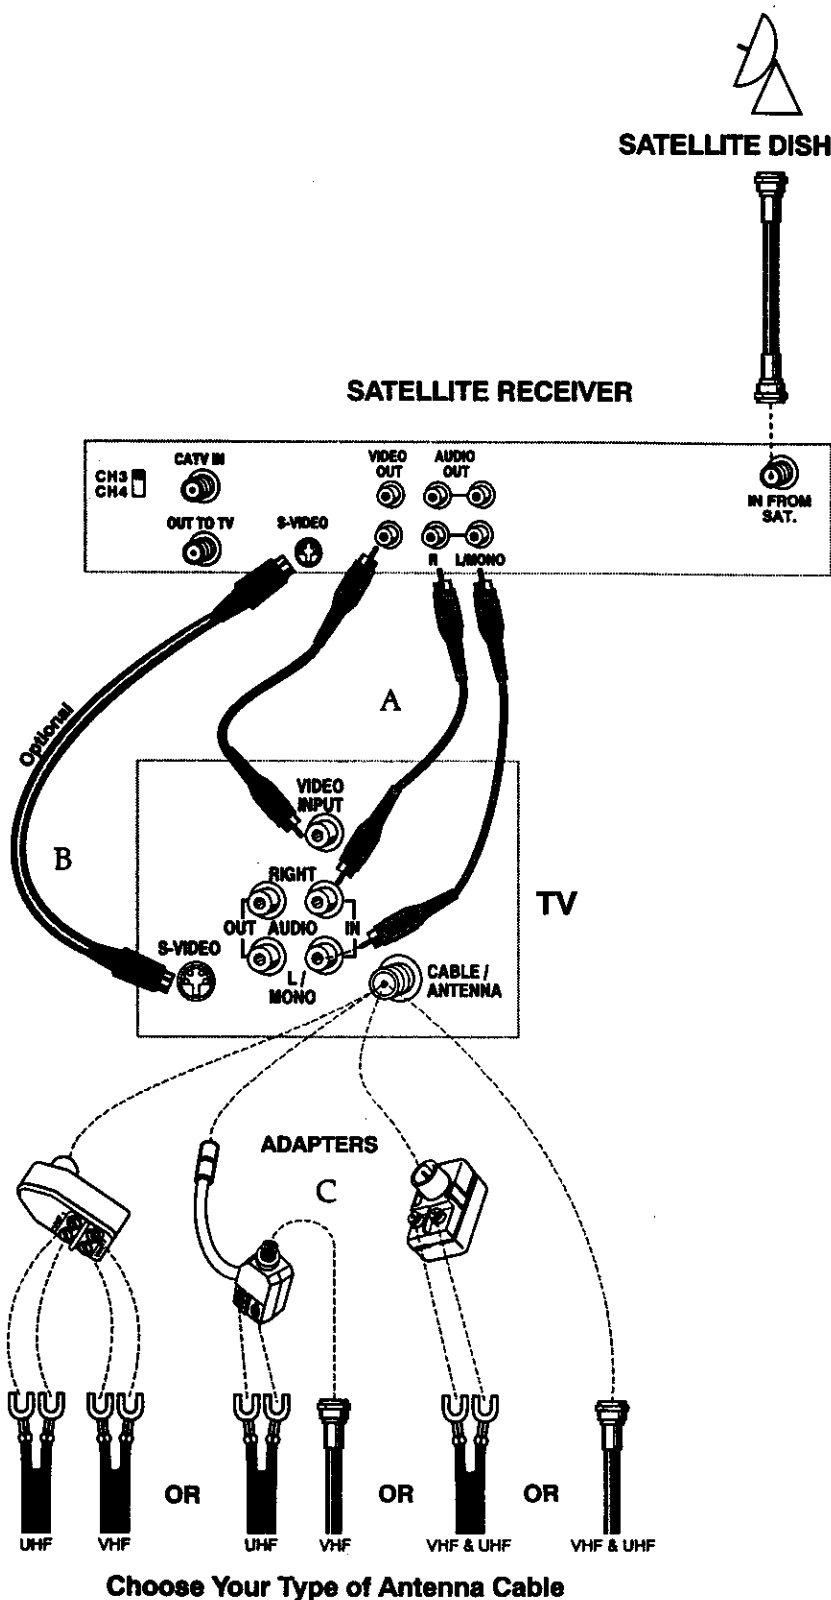 SATELLITE DISH
SATELLITE RECEIVER
CH3
CH4
CATV IN
OUT TO TV
S-VIDEO
VIDEO
OUT
AUDIO
OUT
R
L/MONO
IN FROM
SAT.
Optional
A
B
VIDEO
INPUT
RIGHT
OUT AUDIO IN
L /
MONO
S-VIDEO
CABLE /
ANTENNA
TV
ADAPTERS
C
OR OR OR
UHF VHF UHF VHF VHF & UHF VHF & UHF
Choose Your Type of Antenna Cable